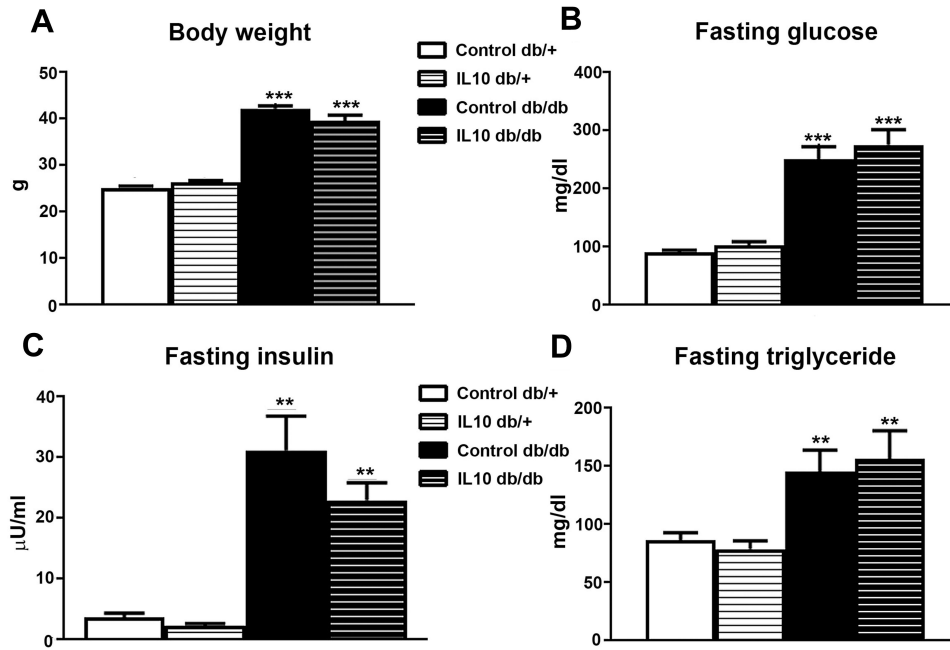 A
Body weight
50
40
30
20
10
0
g
***
***
Control db/+
IL10 db/+
Control db/db
IL10 db/db
B
Fasting glucose
400
300
200
100
0
mg/dl
***
***
C
Fasting insulin
40
30
20
10
0
µU/ml
**
**
Control db/+
IL10 db/+
Control db/db
IL10 db/db
D
Fasting triglyceride
200
150
100
50
0
mg/dl
**
**